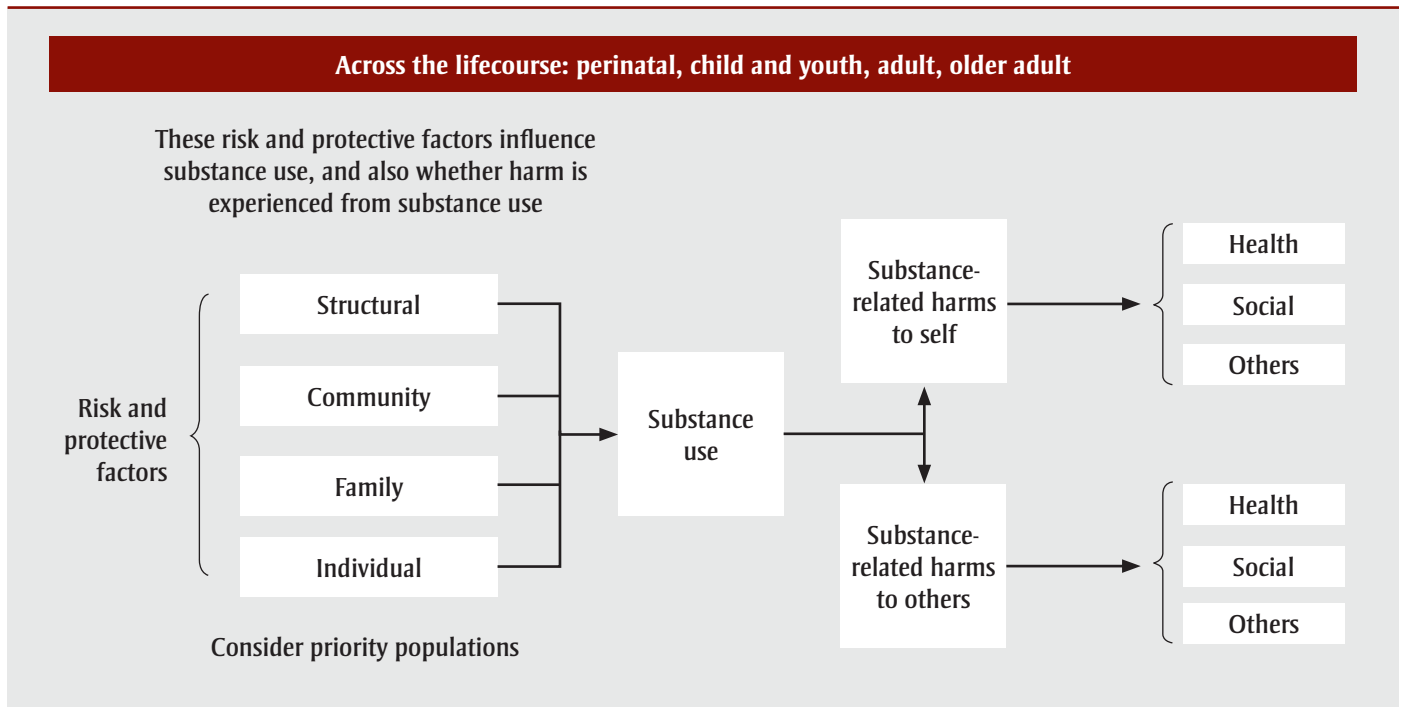 Across the lifecourse: perinatal, child and youth, adult, older adult
These risk and protective factors influence
substance use, and also whether harm is
experienced from substance use
Risk and
protective
factors
Structural
Community
Family
Individual
Consider priority populations
Substance
use
Substance-
related harms
to self
Health
Social
Others
Substance-
related harms
to others
Health
Social
Others